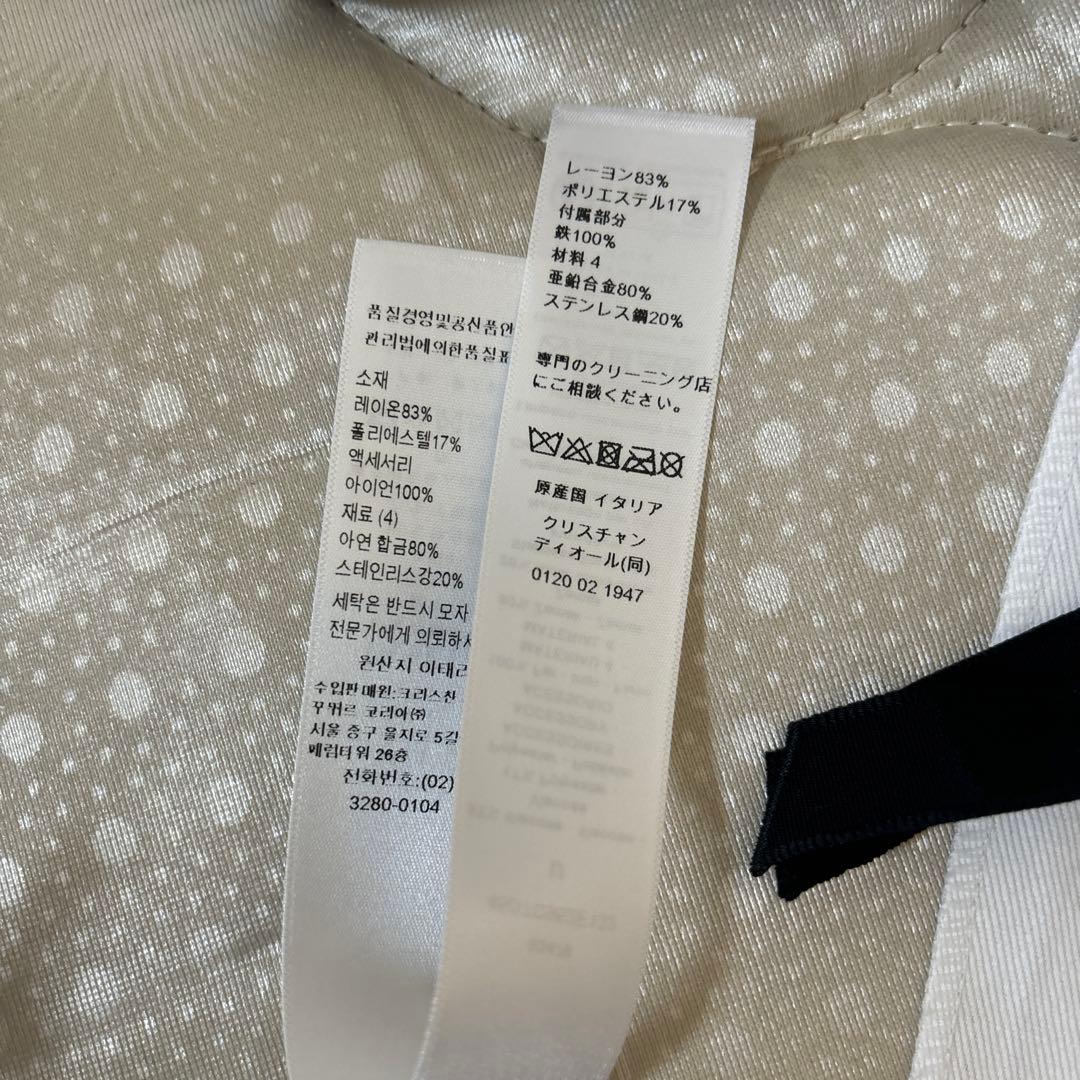 품질경영및공산품안
관리법에의한품질표
소재
레이온83%
폴리에스텔17%
액세서리
아이언100%
재료 (4)
아연 합금80%
스테인리스강20%
세탁은 반드시 모자
전문가에게 의뢰하
원산지 이태리
수입판매원:크리스챤
꾸뛰르 코리아㈜
서울 중구 을지로 5길
페럼타워 26층
전화번호:(02)
3280-0104
レーヨン83%
ポリエステル17%
付属部分
鉄100%
材料 4
亜鉛合金80%
ステンレス鋼20%
専門のクリーニング店
にご相談ください。
原産国 イタリア
クリスチャン
ディオール(同)
0120 02 1947